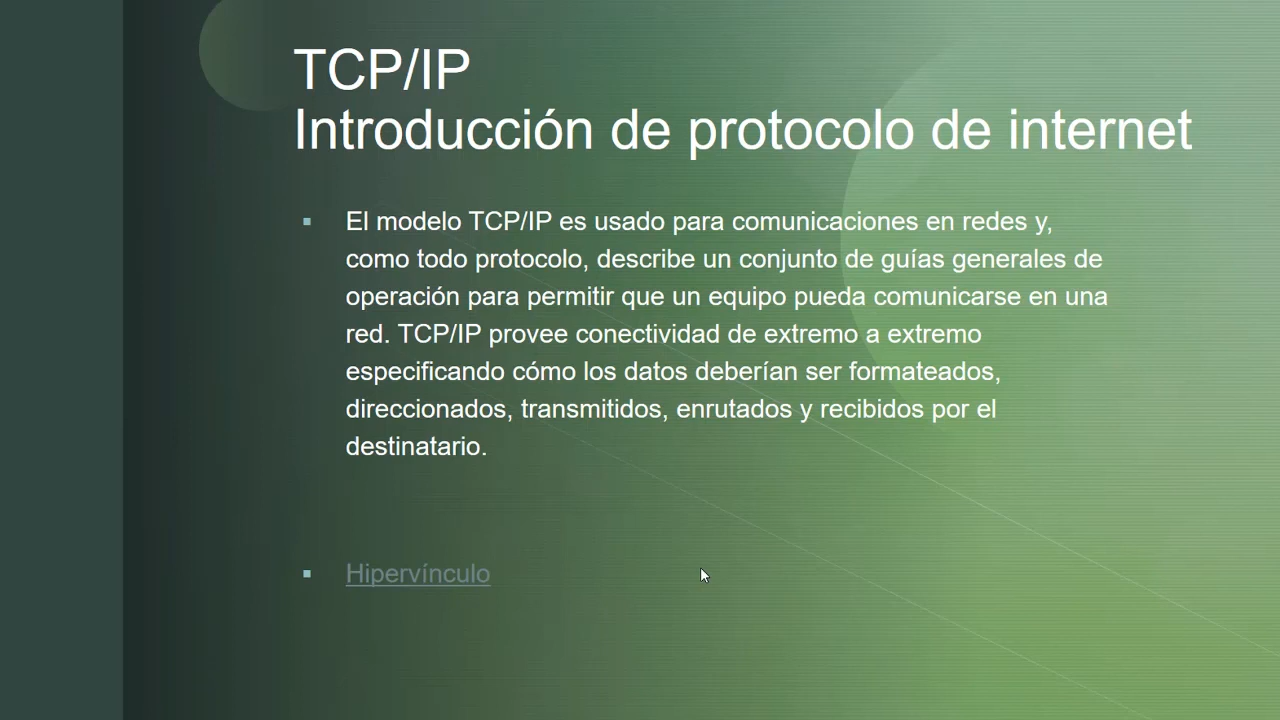 TCP/IP
Introducción de protocolo de internet
El modelo TCP/IP es usado para comunicaciones en redes y,
como todo protocolo, describe un conjunto de guías generales de
operación para permitir que un equipo pueda comunicarse en una
red. TCP/IP provee conectividad de extremo a extremo
especificando cómo los datos deberían ser formateados,
direccionados, transmitidos, enrutados y recibidos por el
destinatario.
Hipervínculo